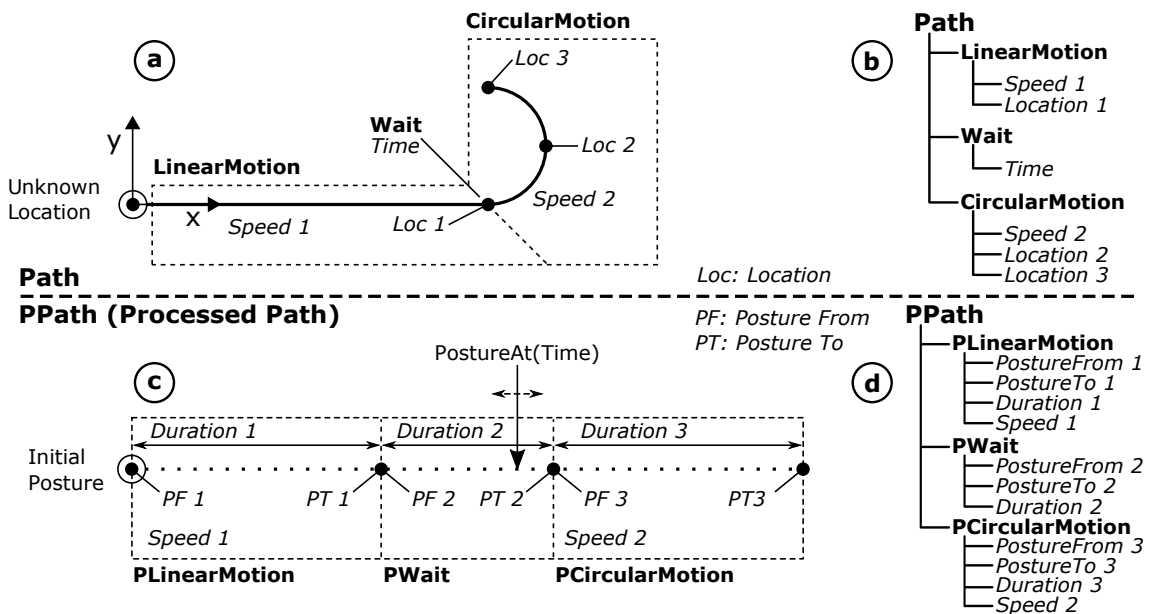 CircularMotion
a
Loc 3
Wait
Time
Loc 2
y
LinearMotion
Unknown
Location
x
Speed 1
Loc 1
Speed 2
Path
Loc: Location
b
Path
LinearMotion
Speed 1
Location 1
Wait
Time
CircularMotion
Speed 2
Location 2
Location 3
PPath (Processed Path)
PF: Posture From
PT: Posture To
PostureAt(Time)
c
Duration 1
Duration 2
Duration 3
Initial
Posture
PF 1
PT 1
PF 2
PT 2
PF 3
PT3
Speed 1
Speed 2
PLinearMotion
PWait
PCircularMotion
d
PPath
PLinearMotion
PostureFrom 1
PostureTo 1
Duration 1
Speed 1
PWait
PostureFrom 2
PostureTo 2
Duration 2
PCircularMotion
PostureFrom 3
PostureTo 3
Duration 3
Speed 2